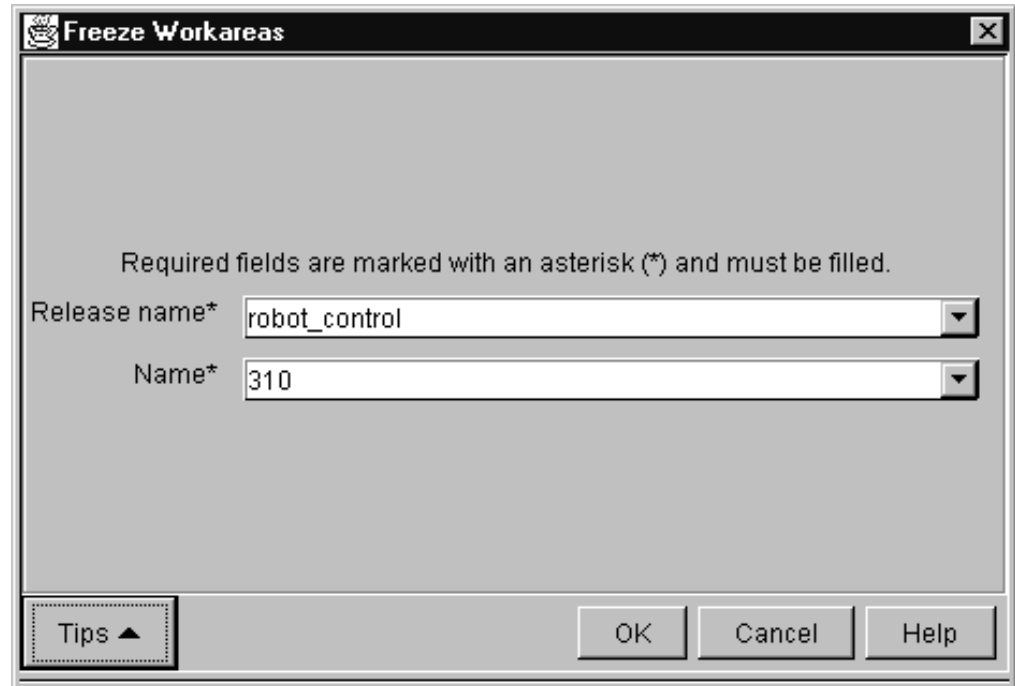 Freeze Workareas
Required fields are marked with an asterisk (*) and must be filled.
Release name* robot_control
Name* 310
Tips OK Cancel Help